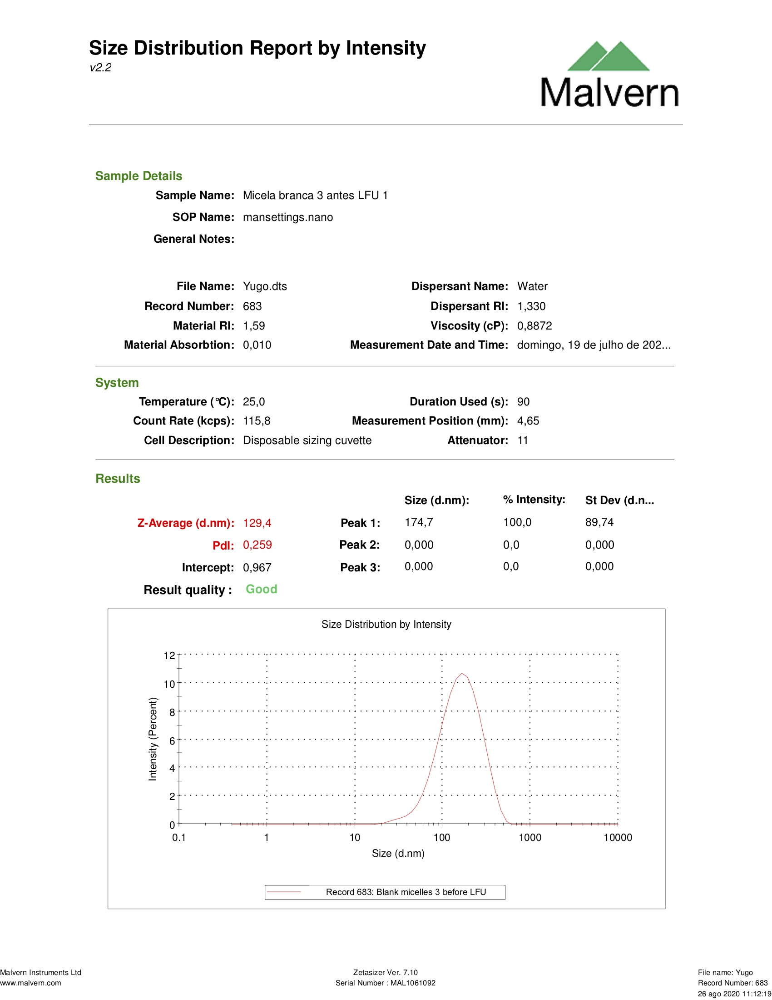 Size Distribution Report by Intensity
v2.2
Malvern
Sample Details
Sample Name: Micela branca 3 antes LFU 1
SOP Name: mansettings.nano
General Notes:
File Name: Yugo.dts Dispersant Name: Water
Record Number: 683 Dispersant RI: 1,330
Material RI: 1,59 Viscosity (cP): 0,8872
Material Absorbtion: 0,010 Measurement Date and Time: domingo, 19 de julho de 202...
System
Temperature (°C): 25,0 Duration Used (s): 90
Count Rate (kcps): 115,8 Measurement Position (mm): 4,65
Cell Description: Disposable sizing cuvette Attenuator: 11
Results
Size (d.nm): % Intensity: St Dev (d.n...
Z-Average (d.nm): 129,4 Peak 1: 174,7 100,0 89,74
PdI: 0,259 Peak 2: 0,000 0,0 0,000
Intercept: 0,967 Peak 3: 0,000 0,0 0,000
Result quality : Good
Size Distribution by Intensity
12
10
8
6
4
2
0
Intensity (Percent)
0.1 1 10 100 1000 10000
Size (d.nm)
Record 683: Blank micelles 3 before LFU
Malvern Instruments Ltd Zetasizer Ver. 7.10 File name: Yugo
www.malvern.com Serial Number : MAL1061092 Record Number: 683
26 ago 2020 11:12:19